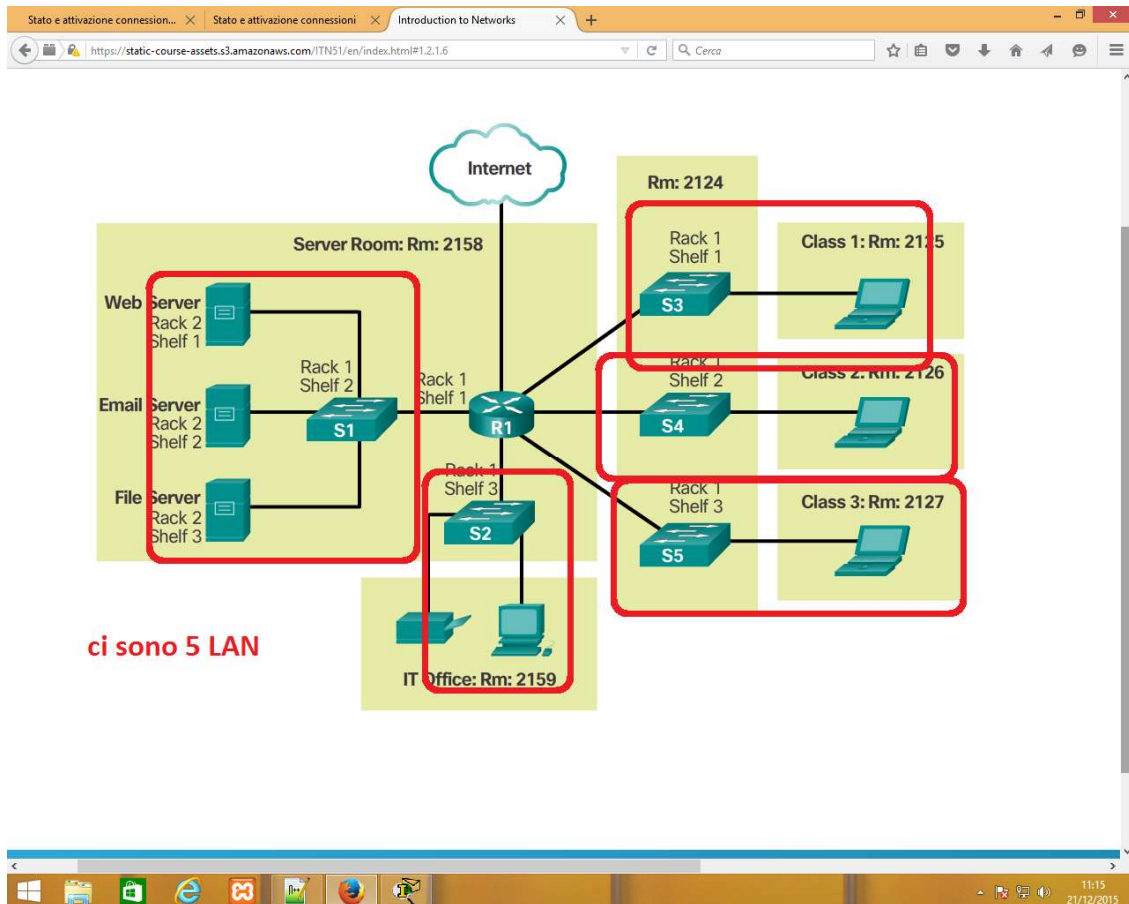 Stato e attivazione connession...
Stato e attivazione connessioni
Introduction to Networks
https://static-course-assets.s3.amazonaws.com/ITN51/en/index.html#1.2.1.6
Cerca
Internet
Rm: 2124
Server Room: Rm: 2158
Rack 1
Shelf 1
S3
Class 1: Rm: 2125
Web Server
Rack 2
Shelf 1
Rack 1
Shelf 2
S1
Rack 1
Shelf 1
R1
Rack 1
Shelf 2
S4
Class 2: Rm: 2126
Email Server
Rack 2
Shelf 2
File Server
Rack 2
Shelf 3
Rack 1
Shelf 3
S2
Rack 1
Shelf 3
S5
Class 3: Rm: 2127
ci sono 5 LAN
IT Office: Rm: 2159
11:15
21/12/2015